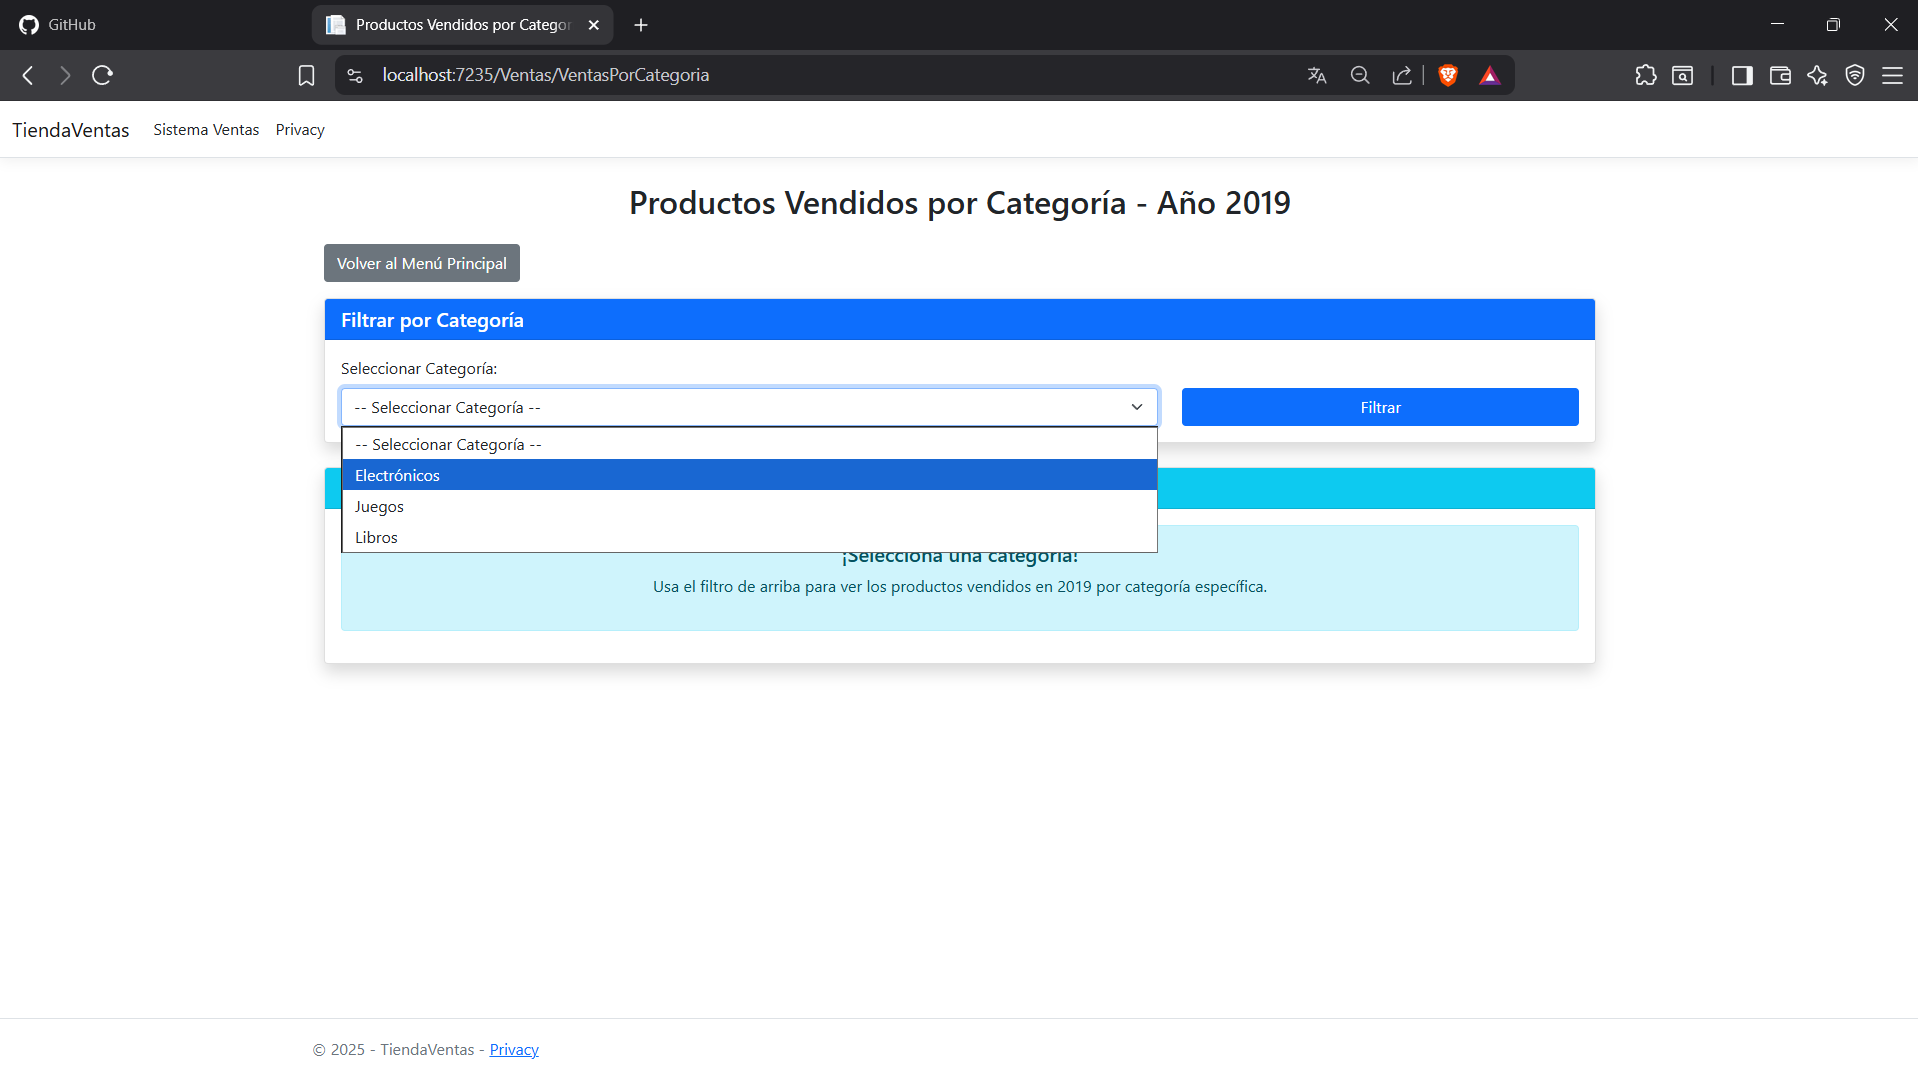 GitHub
Productos Vendidos por Catego
localhost:7235/Ventas/VentasPorCategoria
TiendaVentas Sistema Ventas Privacy
Productos Vendidos por Categoría - Año 2019
Volver al Menú Principal
Filtrar por Categoría
Seleccionar Categoría:
-- Seleccionar Categoría --
Filtrar
-- Seleccionar Categoría --
Electrónicos
Juegos
Libros
¡Selecciona una categoría!
Usa el filtro de arriba para ver los productos vendidos en 2019 por categoría específica.
© 2025 - TiendaVentas - Privacy